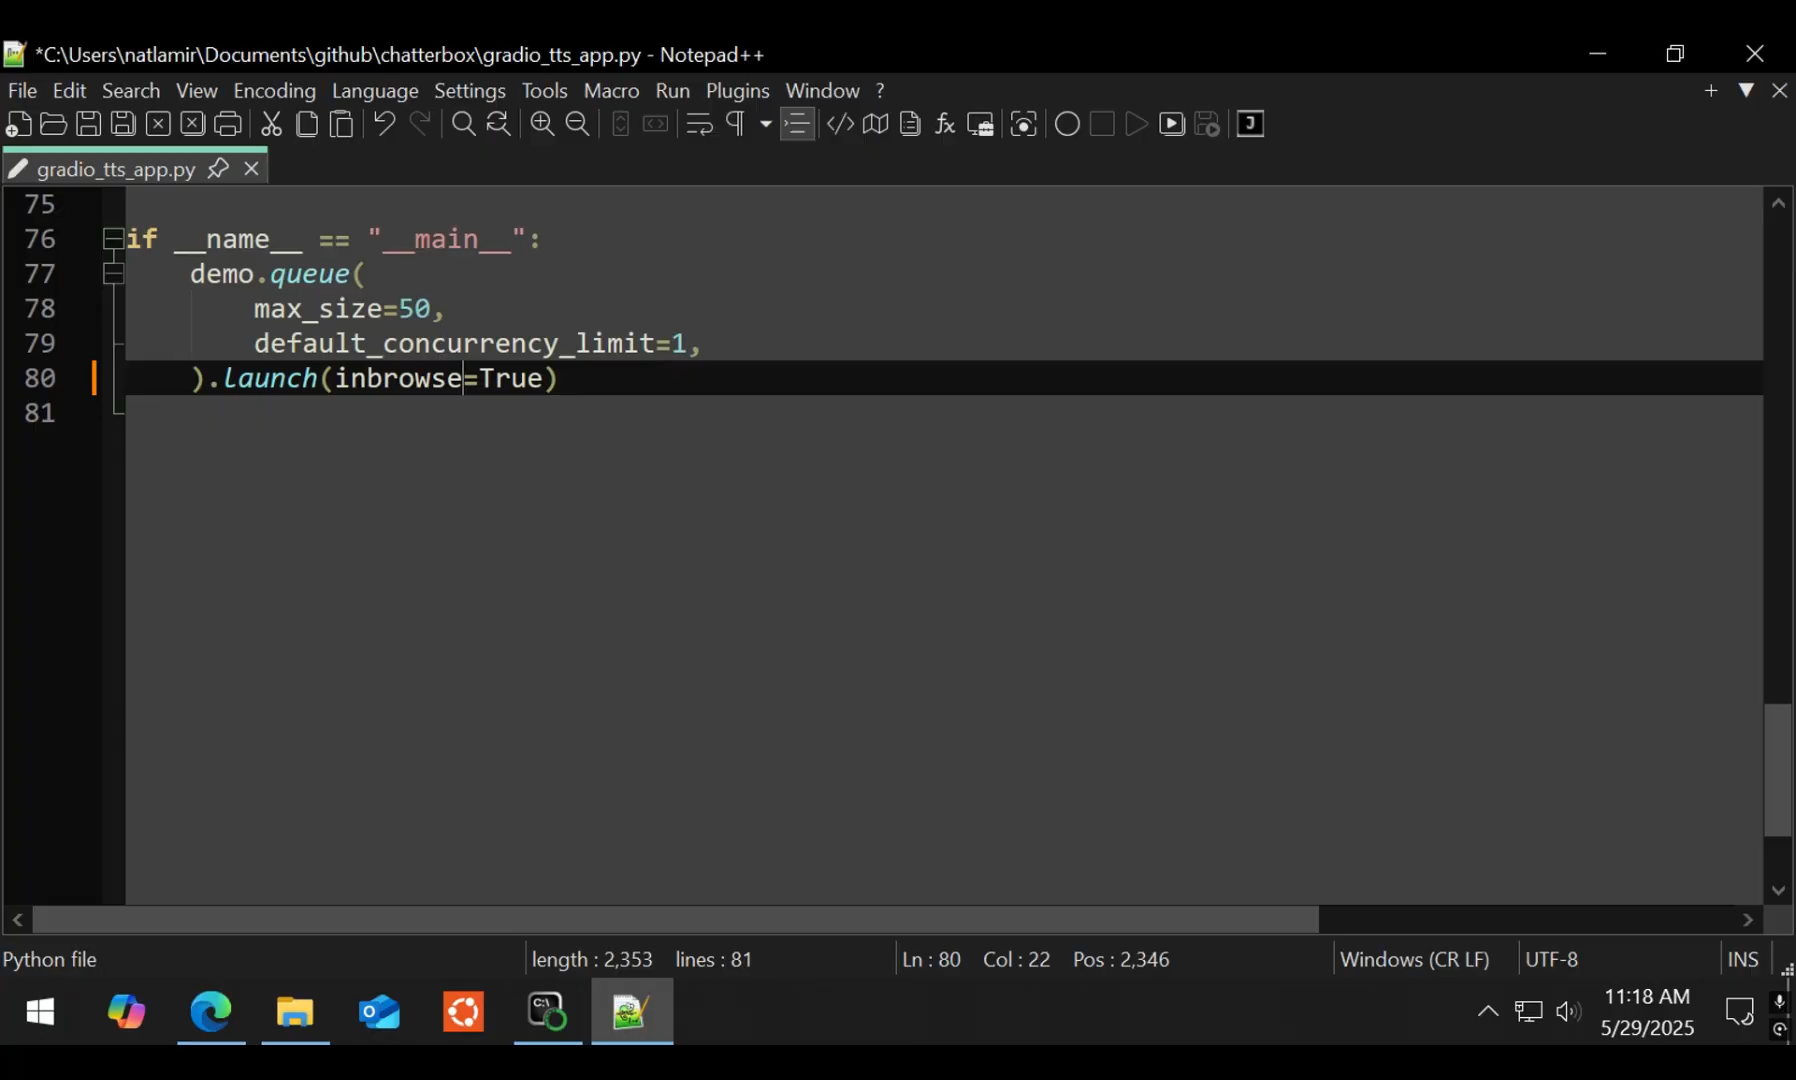 *C:\Users\natlamir\Documents\github\chatterbox\gradio_tts_app.py - Notepad++
File Edit Search View Encoding Language Settings Tools Macro Run Plugins Window ?
gradio_tts_app.py
75
76 if __name__ == "__main__":
77 demo.queue(
78 max_size=50,
79 default_concurrency_limit=1,
80 ).launch(inbrowse=True)
81
Python file length : 2,353 lines : 81 Ln : 80 Col : 22 Pos : 2,346 Windows (CR LF) UTF-8 INS
11:18 AM
5/29/2025